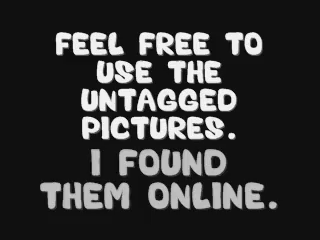 FEEL FREE TO
USE THE
UNTAGGED
PICTURES.
I FOUND
THEM ONLINE.